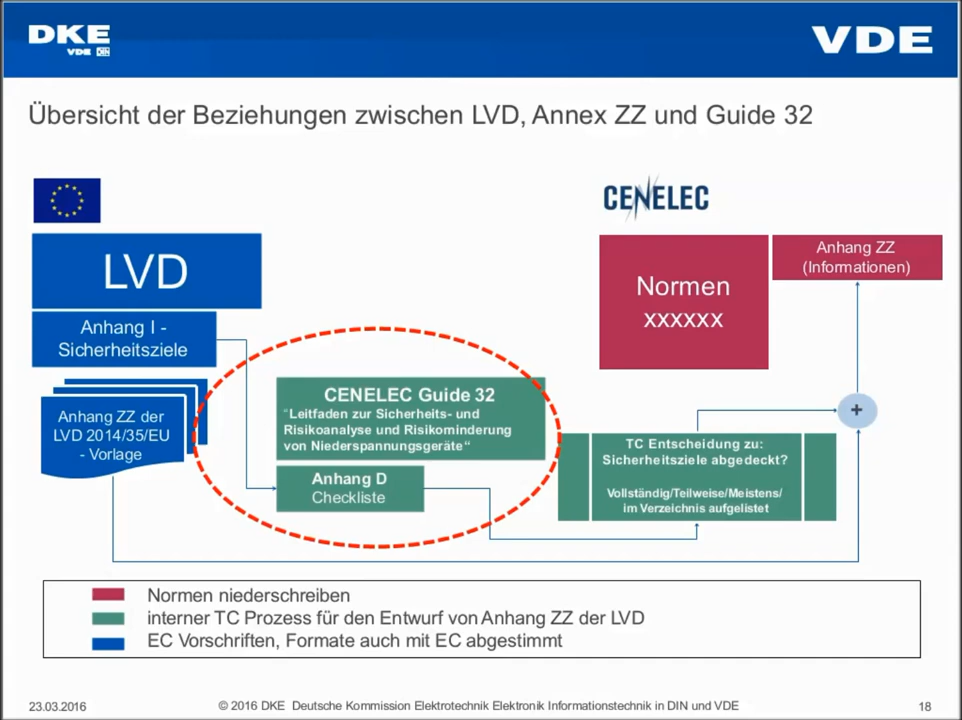 DKE
VDE DIN
VDE
Übersicht der Beziehungen zwischen LVD, Annex ZZ und Guide 32
CENELEC
LVD
Anhang I -
Sicherheitsziele
Anhang ZZ der
LVD 2014/35/EU
- Vorlage
CENELEC Guide 32
“Leitfaden zur Sicherheits- und
Risikoanalyse und Risikominderung
von Niederspannungsgeräte“
Anhang D
Checkliste
Normen
xxxxxx
Anhang ZZ
(Informationen)
+
TC Entscheidung zu:
Sicherheitsziele abgedeckt?
Vollständig/Teilweise/Meistens/
im Verzeichnis aufgelistet
Normen niederschreiben
interner TC Prozess für den Entwurf von Anhang ZZ der LVD
EC Vorschriften, Formate auch mit EC abgestimmt
23.03.2016
© 2016 DKE Deutsche Kommission Elektrotechnik Elektronik Informationstechnik in DIN und VDE
18